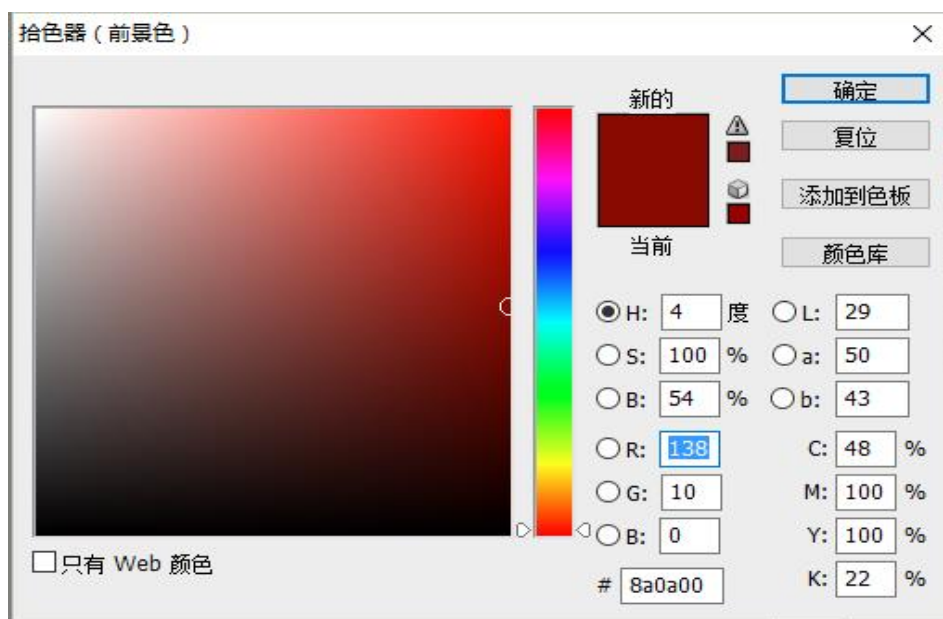 拾色器（前景色）
新的
当前
确定
复位
添加到色板
颜色库
H: 4 度
S: 100 %
B: 54 %
R: 138
G: 10
B: 0
# 8a0a00
L: 29
a: 50
b: 43
C: 48 %
M: 100 %
Y: 100 %
K: 22 %
只有 Web 颜色